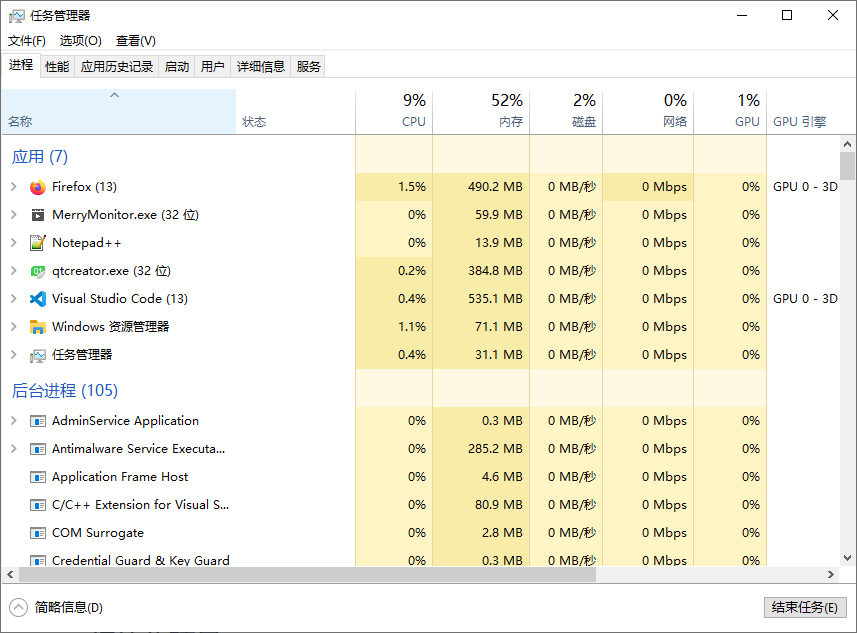 任务管理器
文件(F) 选项(O) 查看(V)
进程 性能 应用历史记录 启动 用户 详细信息 服务
9% 52% 2% 0% 1%
名称 状态 CPU 内存 磁盘 网络 GPU GPU 引擎
应用 (7)
Firefox (13) 1.5% 490.2 MB 0 MB/秒 0 Mbps 0% GPU 0 - 3D
MerryMonitor.exe (32 位) 0% 59.9 MB 0 MB/秒 0 Mbps 0%
Notepad++ 0% 13.9 MB 0 MB/秒 0 Mbps 0%
qtcreator.exe (32 位) 0.2% 384.8 MB 0 MB/秒 0 Mbps 0%
Visual Studio Code (13) 0.4% 535.1 MB 0 MB/秒 0 Mbps 0% GPU 0 - 3D
Windows 资源管理器 1.1% 71.1 MB 0 MB/秒 0 Mbps 0%
任务管理器 0.4% 31.1 MB 0 MB/秒 0 Mbps 0%
后台进程 (105)
AdminService Application 0% 0.3 MB 0 MB/秒 0 Mbps 0%
Antimalware Service Executa... 0% 285.2 MB 0 MB/秒 0 Mbps 0%
Application Frame Host 0% 4.6 MB 0 MB/秒 0 Mbps 0%
C/C++ Extension for Visual S... 0% 80.9 MB 0 MB/秒 0 Mbps 0%
COM Surrogate 0% 2.8 MB 0 MB/秒 0 Mbps 0%
Credential Guard & Key Guard 0% 0.3 MB 0 MB/秒 0 Mbps 0%
简略信息(D) 结束任务(E)